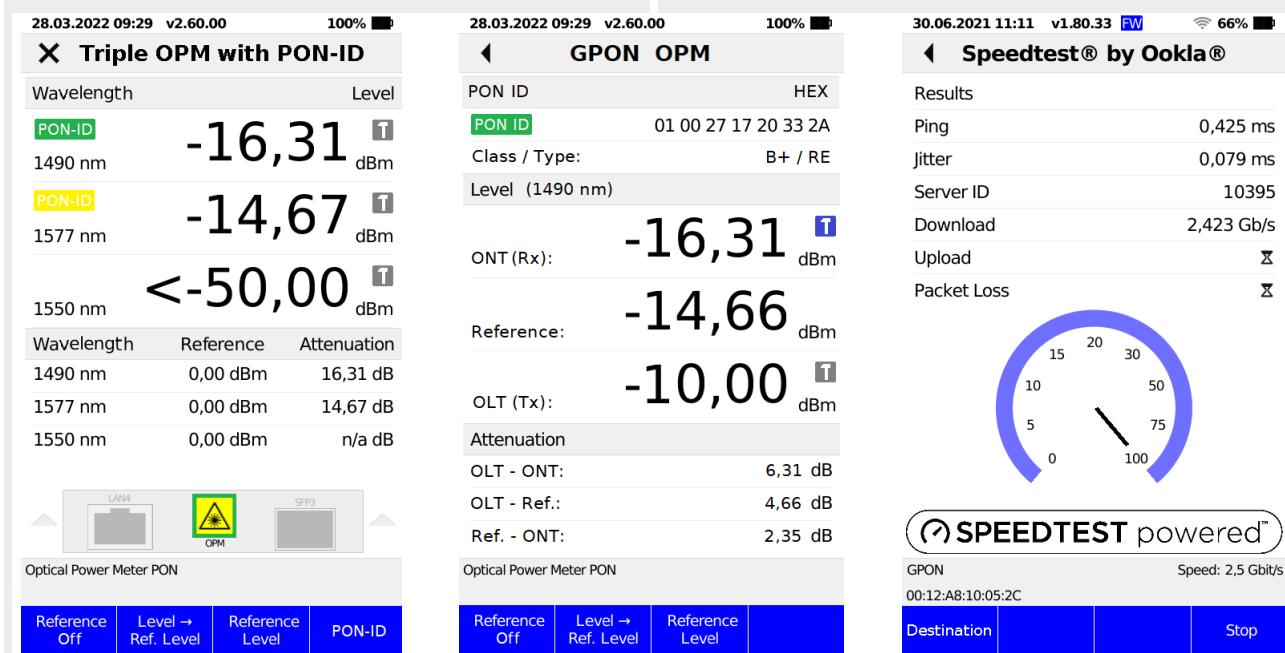 28.03.2022 09:29 v2.60.00 100%
Triple OPM with PON-ID
Wavelength Level
PON-ID
-16,31 T
1490 nm dBm
PON-ID
-14,67 T
1577 nm dBm
<-50,00 T
1550 nm dBm
Wavelength Reference Attenuation
1490 nm 0,00 dBm 16,31 dB
1577 nm 0,00 dBm 14,67 dB
1550 nm 0,00 dBm n/a dB
LAN4 SFP3
OPM
Optical Power Meter PON
Reference Off
Level → Ref. Level
Reference Level
PON-ID
28.03.2022 09:29 v2.60.00 100%
GPON OPM
PON ID HEX
PON ID 01 00 27 17 20 33 2A
Class / Type: B+ / RE
Level (1490 nm)
ONT (Rx): -16,31 dBm T
Reference: -14,66 dBm
OLT (Tx): -10,00 dBm T
Attenuation
OLT - ONT: 6,31 dB
OLT - Ref.: 4,66 dB
Ref. - ONT: 2,35 dB
Optical Power Meter PON
Reference Off
Level → Ref. Level
Reference Level
30.06.2021 11:11 v1.80.33 FW 66%
Speedtest® by Ookla®
Results
Ping 0,425 ms
Jitter 0,079 ms
Server ID 10395
Download 2,423 Gb/s
Upload
Packet Loss
20
15 30
10 50
5 75
0 100
SPEEDTEST powered™
GPON Speed: 2,5 Gbit/s
00:12:A8:10:05:2C
Destination Stop